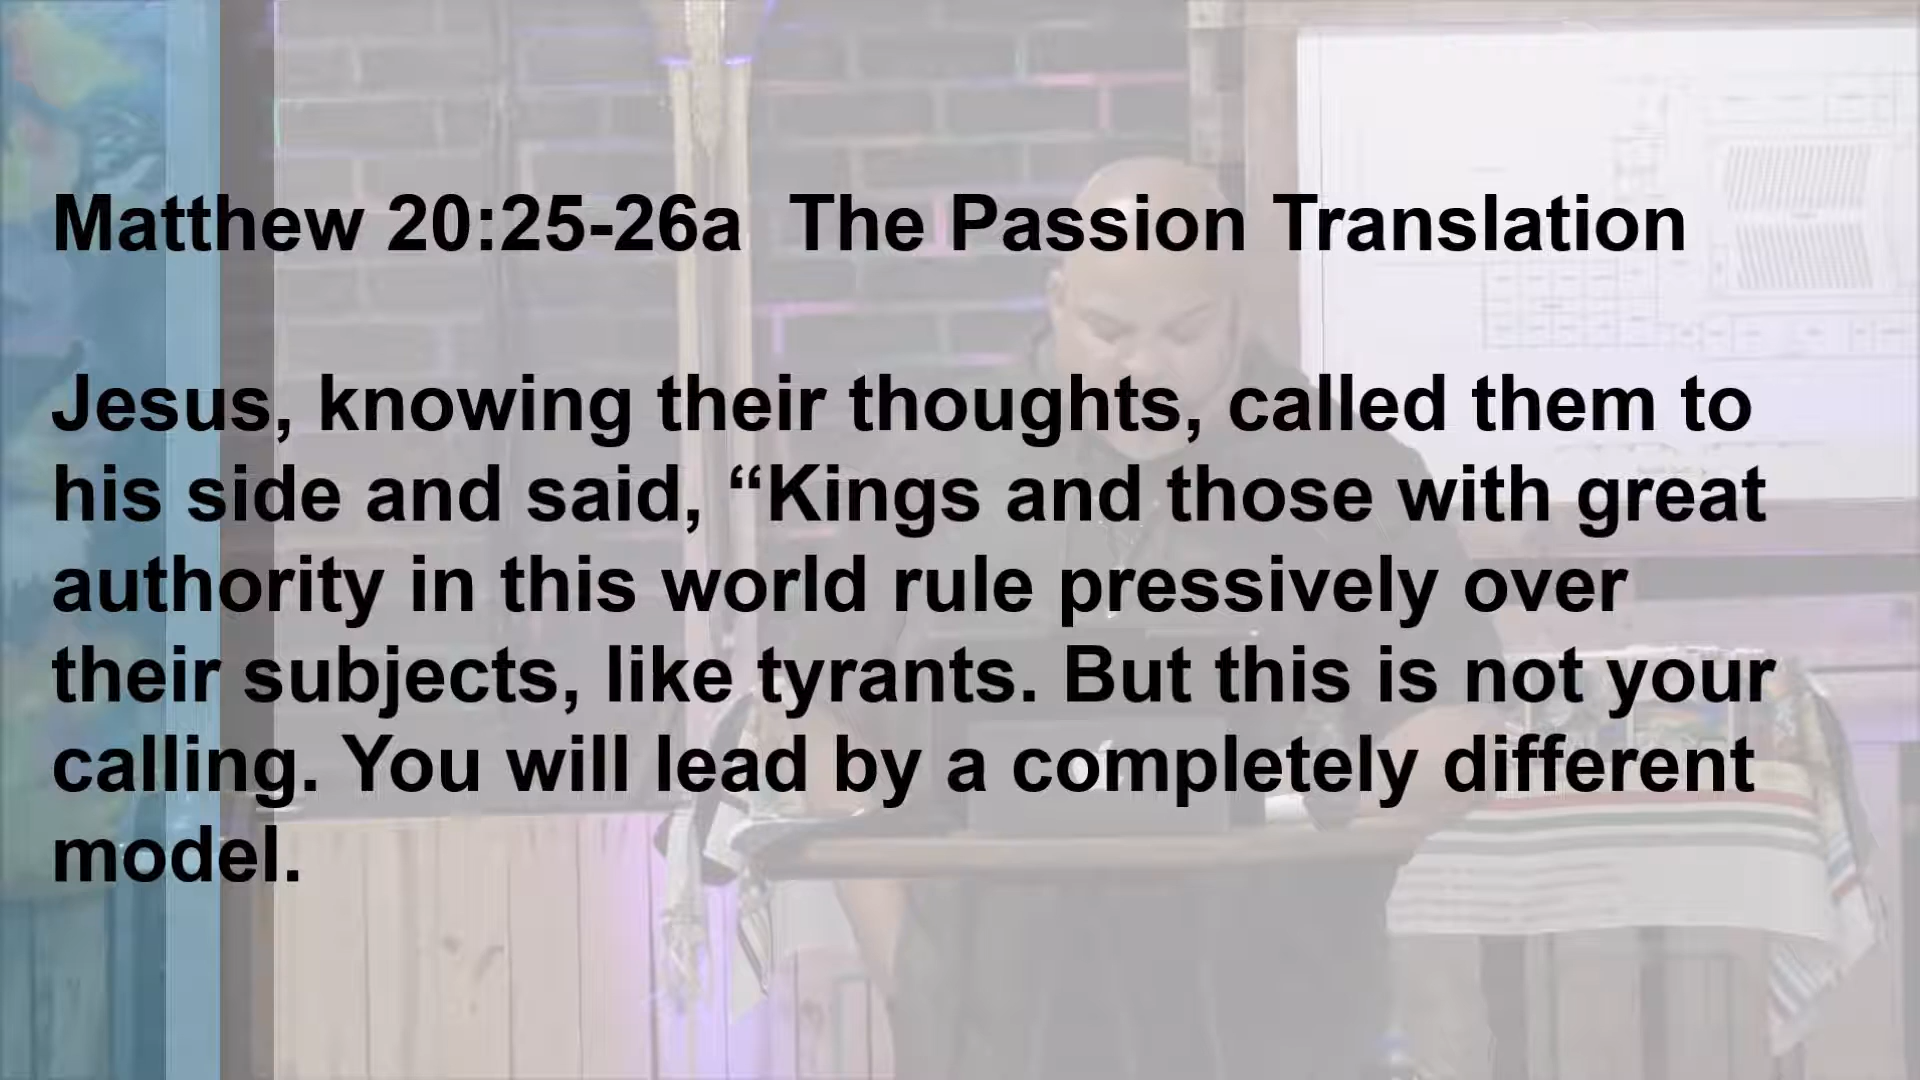 Matthew 20:25-26a  The Passion Translation
Jesus, knowing their thoughts, called them to
his side and said, “Kings and those with great
authority in this world rule pressively over
their subjects, like tyrants. But this is not your
calling. You will lead by a completely different
model.